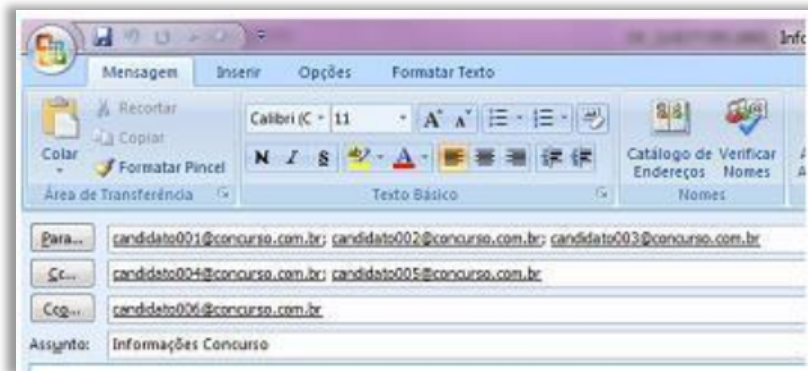 Info
Mensagem Inserir Opções Formatar Texto
Colar
Recortar
Copiar
Formatar Pincel
Área de Transferência
Calibri (C 11
N I S
Texto Básico
Catálogo de Endereços
Verificar Nomes
Nomes
Para... candidato001@concurso.com.br; candidato002@concurso.com.br; candidato003@concurso.com.br
Cc... candidato004@concurso.com.br; candidato005@concurso.com.br
Cco... candidato006@concurso.com.br
Assunto: Informações Concurso